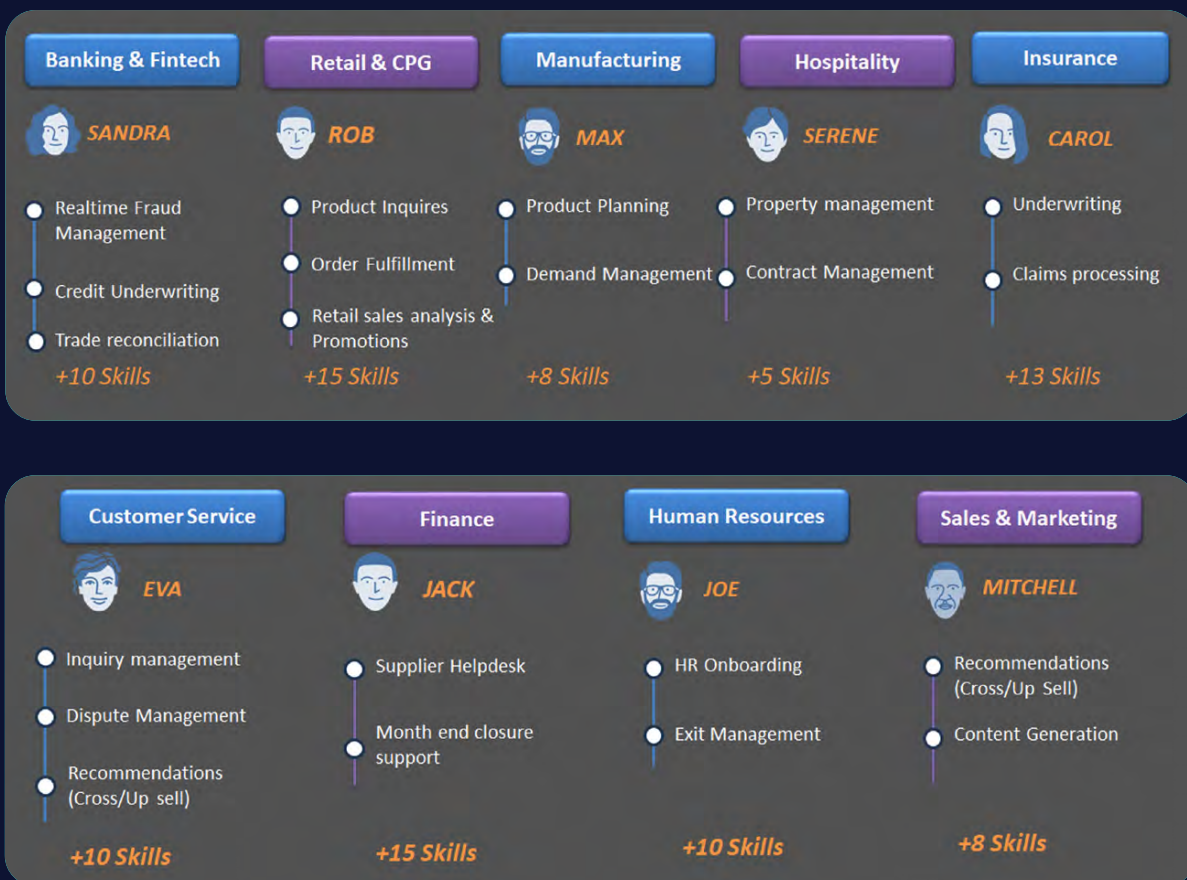 Banking & Fintech
SANDRA
Realtime Fraud
Management
Credit Underwriting
Trade reconciliation
+10 Skills
Retail & CPG
ROB
Product Inquires
Order Fulfillment
Retail sales analysis &
Promotions
+15 Skills
Manufacturing
MAX
Product Planning
Demand Management
+8 Skills
Hospitality
SERENE
Property management
Contract Management
+5 Skills
Insurance
CAROL
Underwriting
Claims processing
+13 Skills
Customer Service
EVA
Inquiry management
Dispute Management
Recommendations
(Cross/Up sell)
+10 Skills
Finance
JACK
Supplier Helpdesk
Month end closure
support
+15 Skills
Human Resources
JOE
HR Onboarding
Exit Management
+10 Skills
Sales & Marketing
MITCHELL
Recommendations
(Cross/Up Sell)
Content Generation
+8 Skills